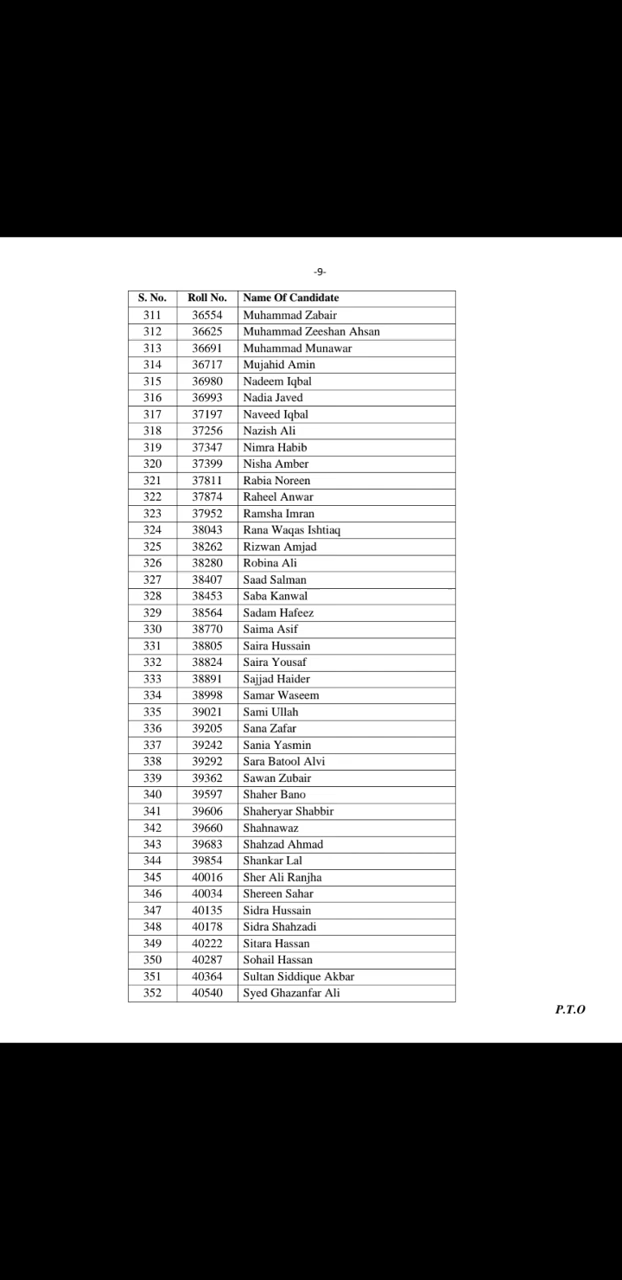 -9-
S. No. Roll No. Name Of Candidate
311 36554 Muhammad Zabair
312 36625 Muhammad Zeeshan Ahsan
313 36691 Muhammad Munawar
314 36717 Mujahid Amin
315 36980 Nadeem Iqbal
316 36993 Nadia Javed
317 37197 Naveed Iqbal
318 37256 Nazish Ali
319 37347 Nimra Habib
320 37399 Nisha Amber
321 37811 Rabia Noreen
322 37874 Raheel Anwar
323 37952 Ramsha Imran
324 38043 Rana Waqas Ishtiaq
325 38262 Rizwan Amjad
326 38280 Robina Ali
327 38407 Saad Salman
328 38453 Saba Kanwal
329 38564 Sadam Hafeez
330 38770 Saima Asif
331 38805 Saira Hussain
332 38824 Saira Yousaf
333 38891 Sajjad Haider
334 38998 Samar Waseem
335 39021 Sami Ullah
336 39205 Sana Zafar
337 39242 Sania Yasmin
338 39292 Sara Batool Alvi
339 39362 Sawan Zubair
340 39597 Shaher Bano
341 39606 Shaheryar Shabbir
342 39660 Shahnawaz
343 39683 Shahzad Ahmad
344 39854 Shankar Lal
345 40016 Sher Ali Ranjha
346 40034 Shereen Sahar
347 40135 Sidra Hussain
348 40178 Sidra Shahzadi
349 40222 Sitara Hassan
350 40287 Sohail Hassan
351 40364 Sultan Siddique Akbar
352 40540 Syed Ghazanfar Ali
P.T.O